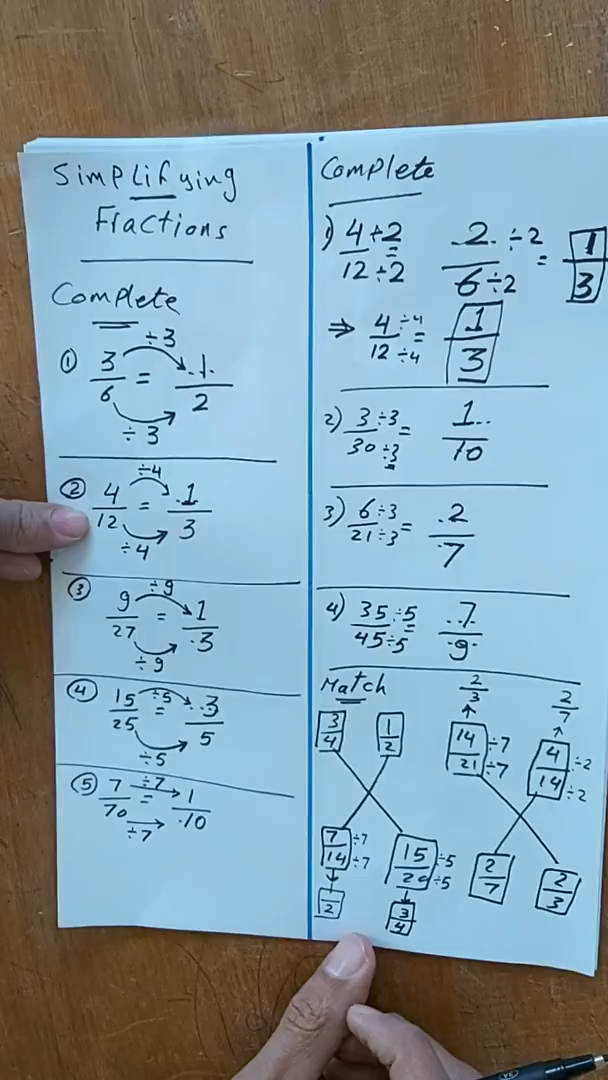 Simplifying
Fractions
Complete
① 3/6 = 1/2 ÷3 ÷3
② 4/12 = 1/3 ÷4 ÷4
③ 9/27 = 1/3 ÷9 ÷9
④ 15/25 = 3/5 ÷5 ÷5
⑤ 7/70 = 1/10 ÷7 ÷7
Complete
1) 4÷2/12÷2 = 2÷2/6÷2 = 1/3
⇒ 4÷4/12÷4 = 1/3
2) 3÷3/30÷3 = 1/10
3) 6÷3/21÷3 = 2/7
4) 35÷5/45÷5 = 7/9
Match
2/3 2/7
3/4 1/2 14÷7/21÷7 4÷2/14÷2
7÷7/14÷7 15÷5/20÷5 2/7 2/3
1/2 3/4